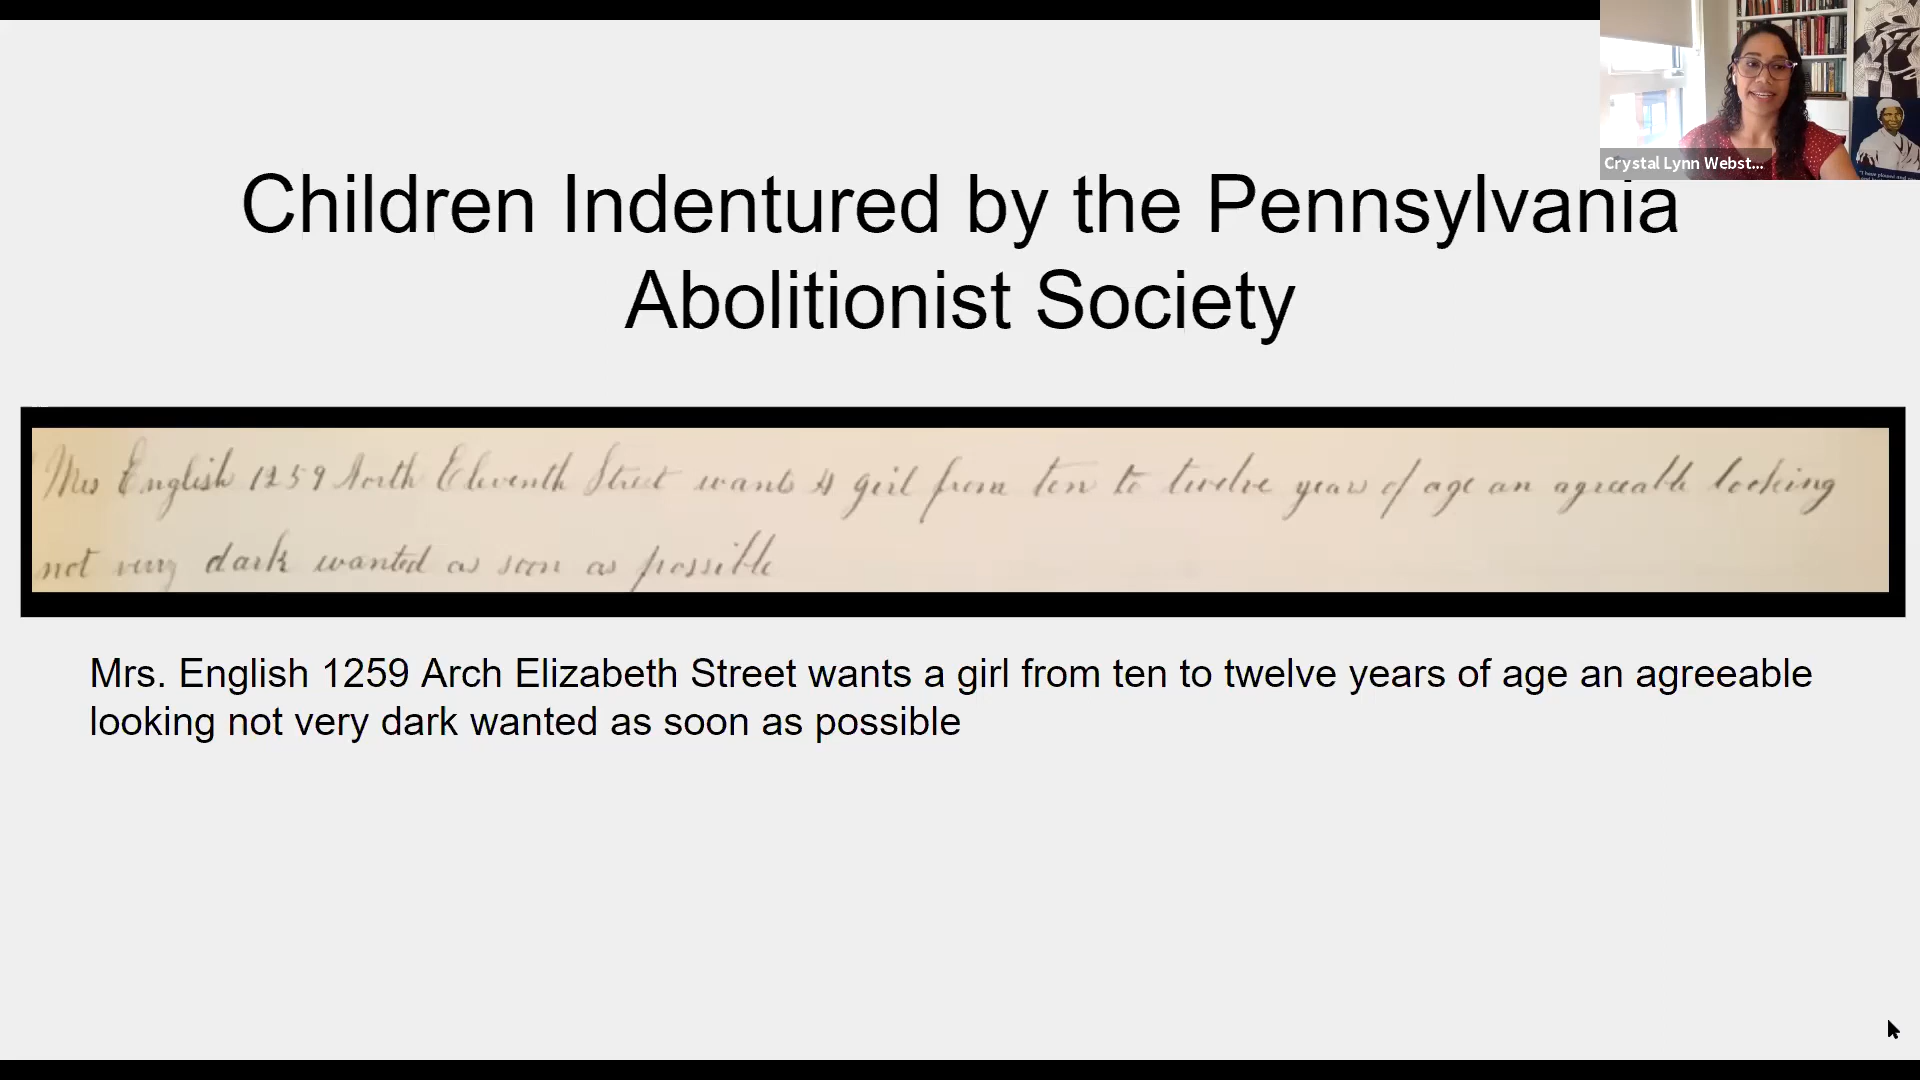 Crystal Lynn Webst...
Children Indentured by the Pennsylvania
Abolitionist Society
Mrs English 1259 North Eleventh Street wants A girl from ten to twelve years of age an agreeable looking
not very dark wanted as soon as possible
Mrs. English 1259 Arch Elizabeth Street wants a girl from ten to twelve years of age an agreeable
looking not very dark wanted as soon as possible